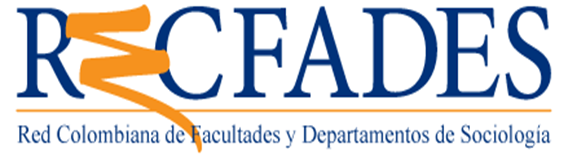 RECFADES
Red Colombiana de Facultades y Departamentos de Sociología